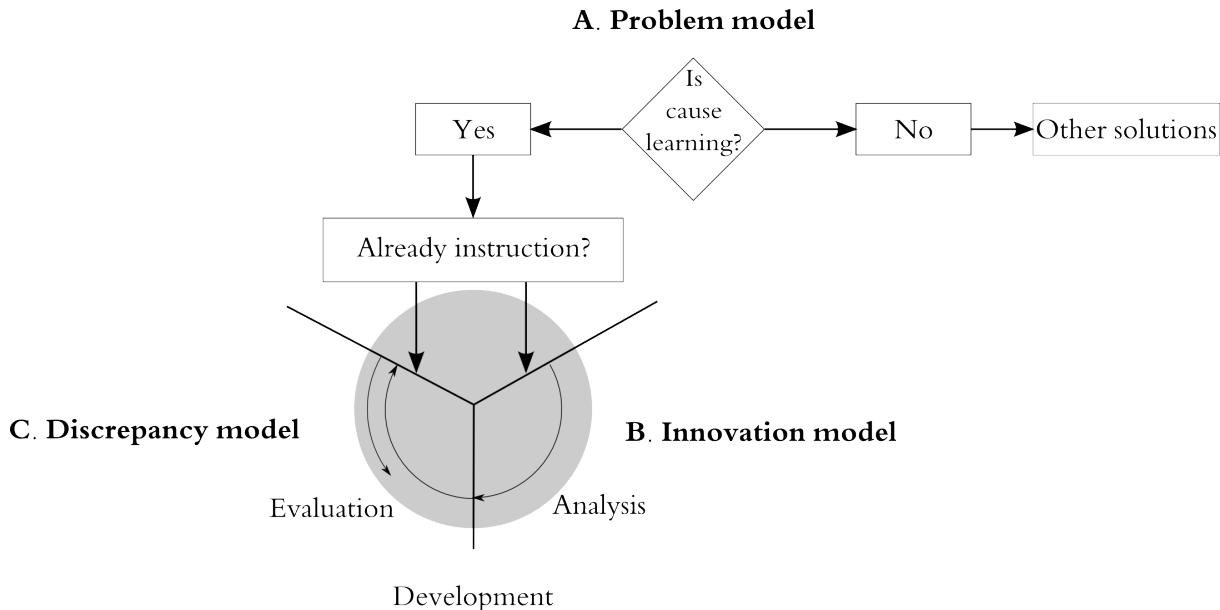 A. Problem model
Is
cause
learning?
Yes
No
Other solutions
Already instruction?
C. Discrepancy model
B. Innovation model
Evaluation
Analysis
Development